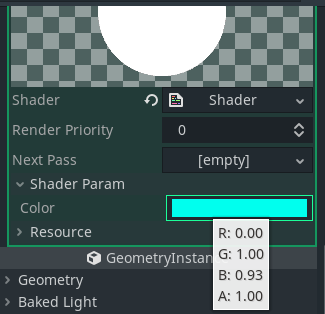 Shader
Shader
Render Priority
0
Next Pass
[empty]
Shader Param
Color
Resource
R: 0.00
G: 1.00
B: 0.93
A: 1.00
GeometryInstan
Geometry
Baked Light